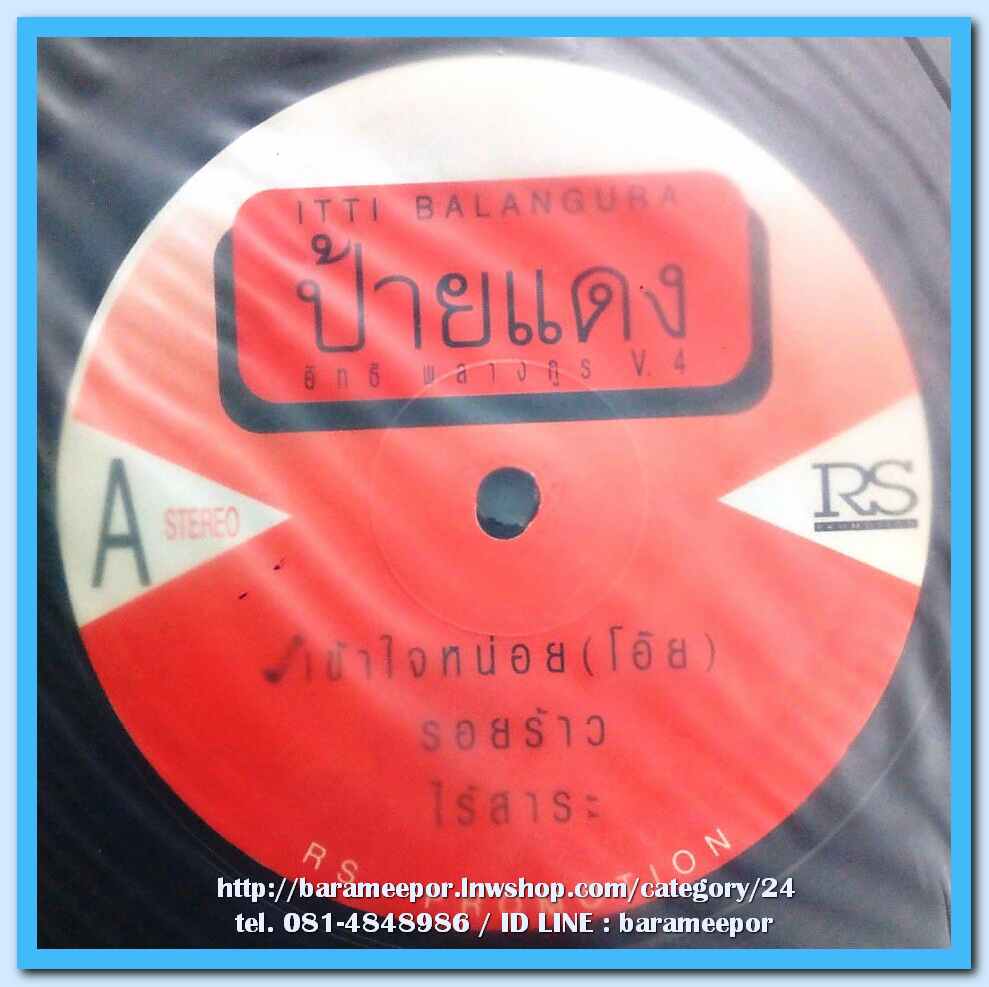 ITTI BALANGURA
ป้ายแดง
อิทธิ พลางกูร V. 4
A
STEREO
RS
PROMOTION
เข้าใจหน่อย (โอ๊ย)
รอยร้าว
ไร้สาระ
RS PROMOTION
http://barameepor.lnwshop.com/category/24
tel. 081-4848986 / ID LINE : barameepor